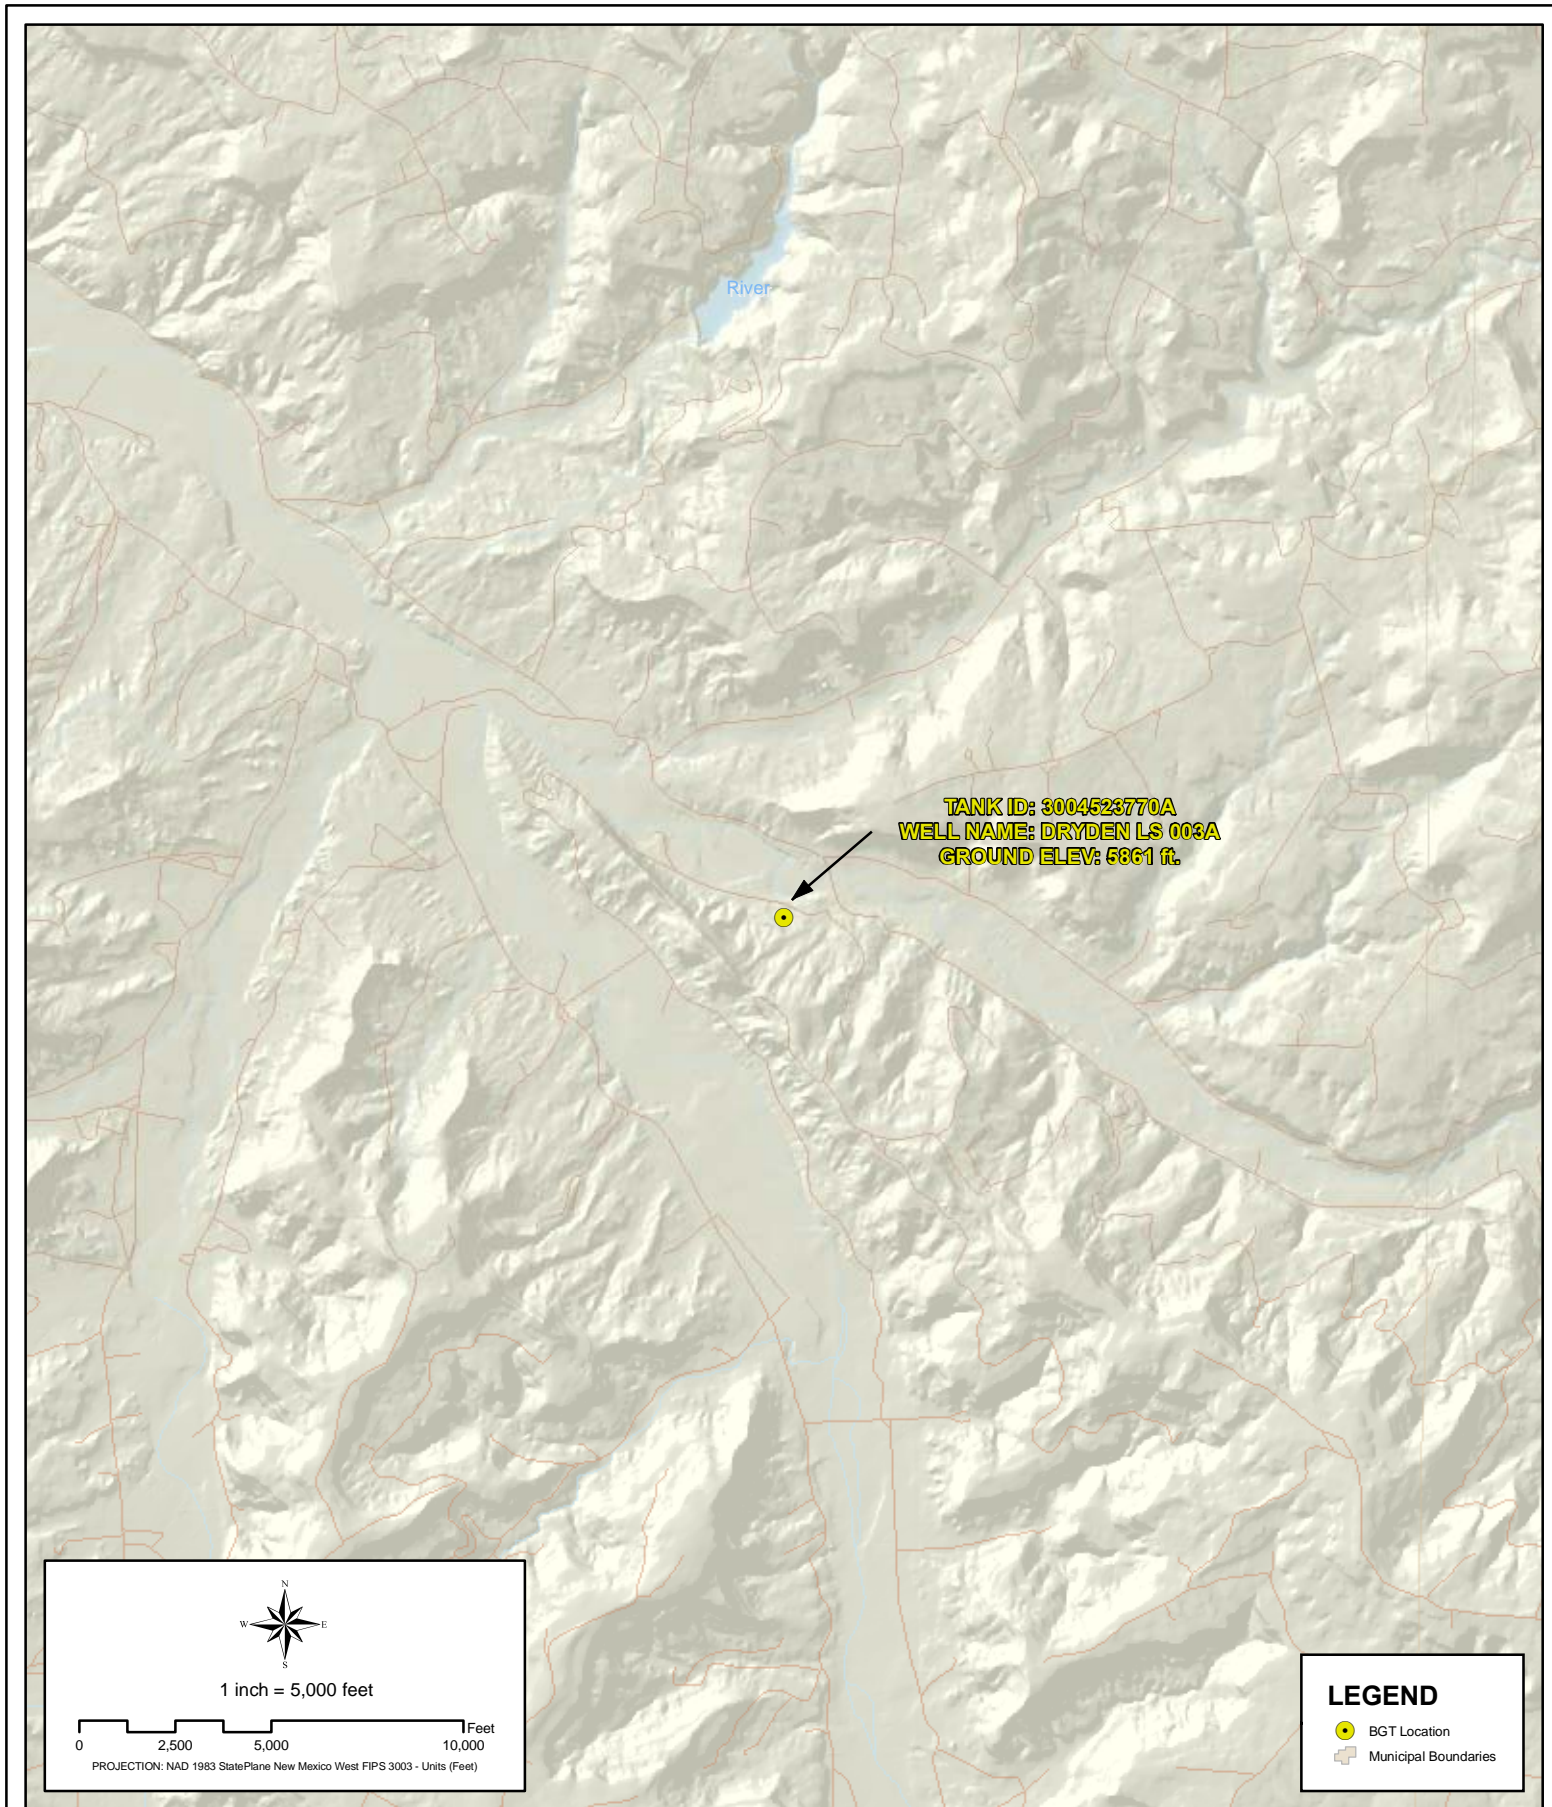 River
TANK ID: 3004523770A
WELL NAME: DRYDEN LS 003A
GROUND ELEV: 5861 ft.
N
W E
S
1 inch = 5,000 feet
Feet
0 2,500 5,000 10,000
PROJECTION: NAD 1983 StatePlane New Mexico West FIPS 3003 - Units (Feet)
LEGEND
BGT Location
Municipal Boundaries